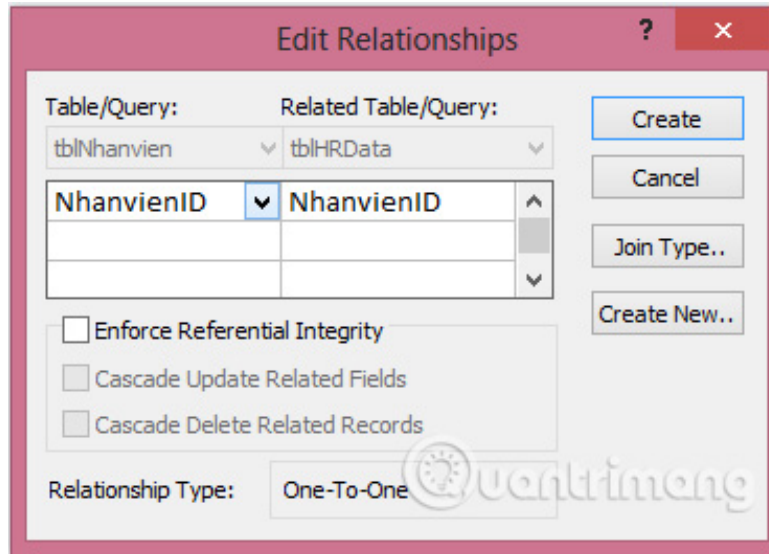 Edit Relationships ? ×
Table/Query: Related Table/Query:
tblNhanvien tblHRData
NhanvienID NhanvienID
Enforce Referential Integrity
Cascade Update Related Fields
Cascade Delete Related Records
Relationship Type: One-To-One
Create
Cancel
Join Type..
Create New..
Quantrimang